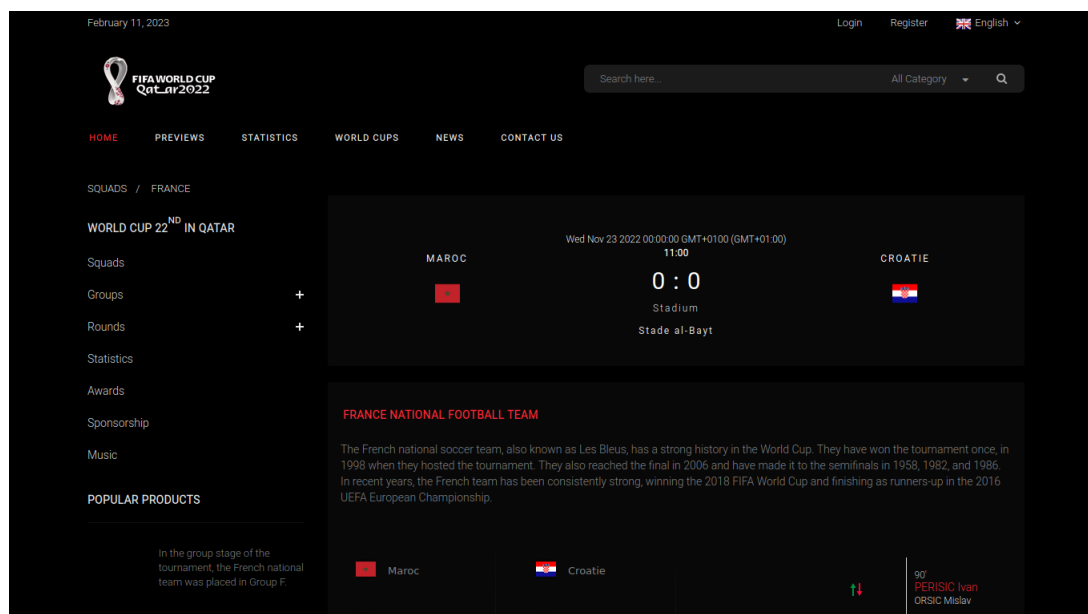 February 11, 2023
Login Register English
FIFA WORLD CUP
Qatar2022
Search here... All Category
HOME PREVIEWS STATISTICS WORLD CUPS NEWS CONTACT US
SQUADS / FRANCE
WORLD CUP 22ND IN QATAR
Squads
Groups +
Rounds +
Statistics
Awards
Sponsorship
Music
POPULAR PRODUCTS
In the group stage of the
tournament, the French national
team was placed in Group F.
Wed Nov 23 2022 00:00:00 GMT+0100 (GMT+01:00)
11:00
MAROC
CROATIE
0 : 0
Stadium
Stade al-Bayt
FRANCE NATIONAL FOOTBALL TEAM
The French national soccer team, also known as Les Bleus, has a strong history in the World Cup. They have won the tournament once, in
1998 when they hosted the tournament. They also reached the final in 2006 and have made it to the semifinals in 1958, 1982, and 1986.
In recent years, the French team has been consistently strong, winning the 2018 FIFA World Cup and finishing as runners-up in the 2016
UEFA European Championship.
Maroc
Croatie
90'
PERISIC Ivan
ORSIC Mislav